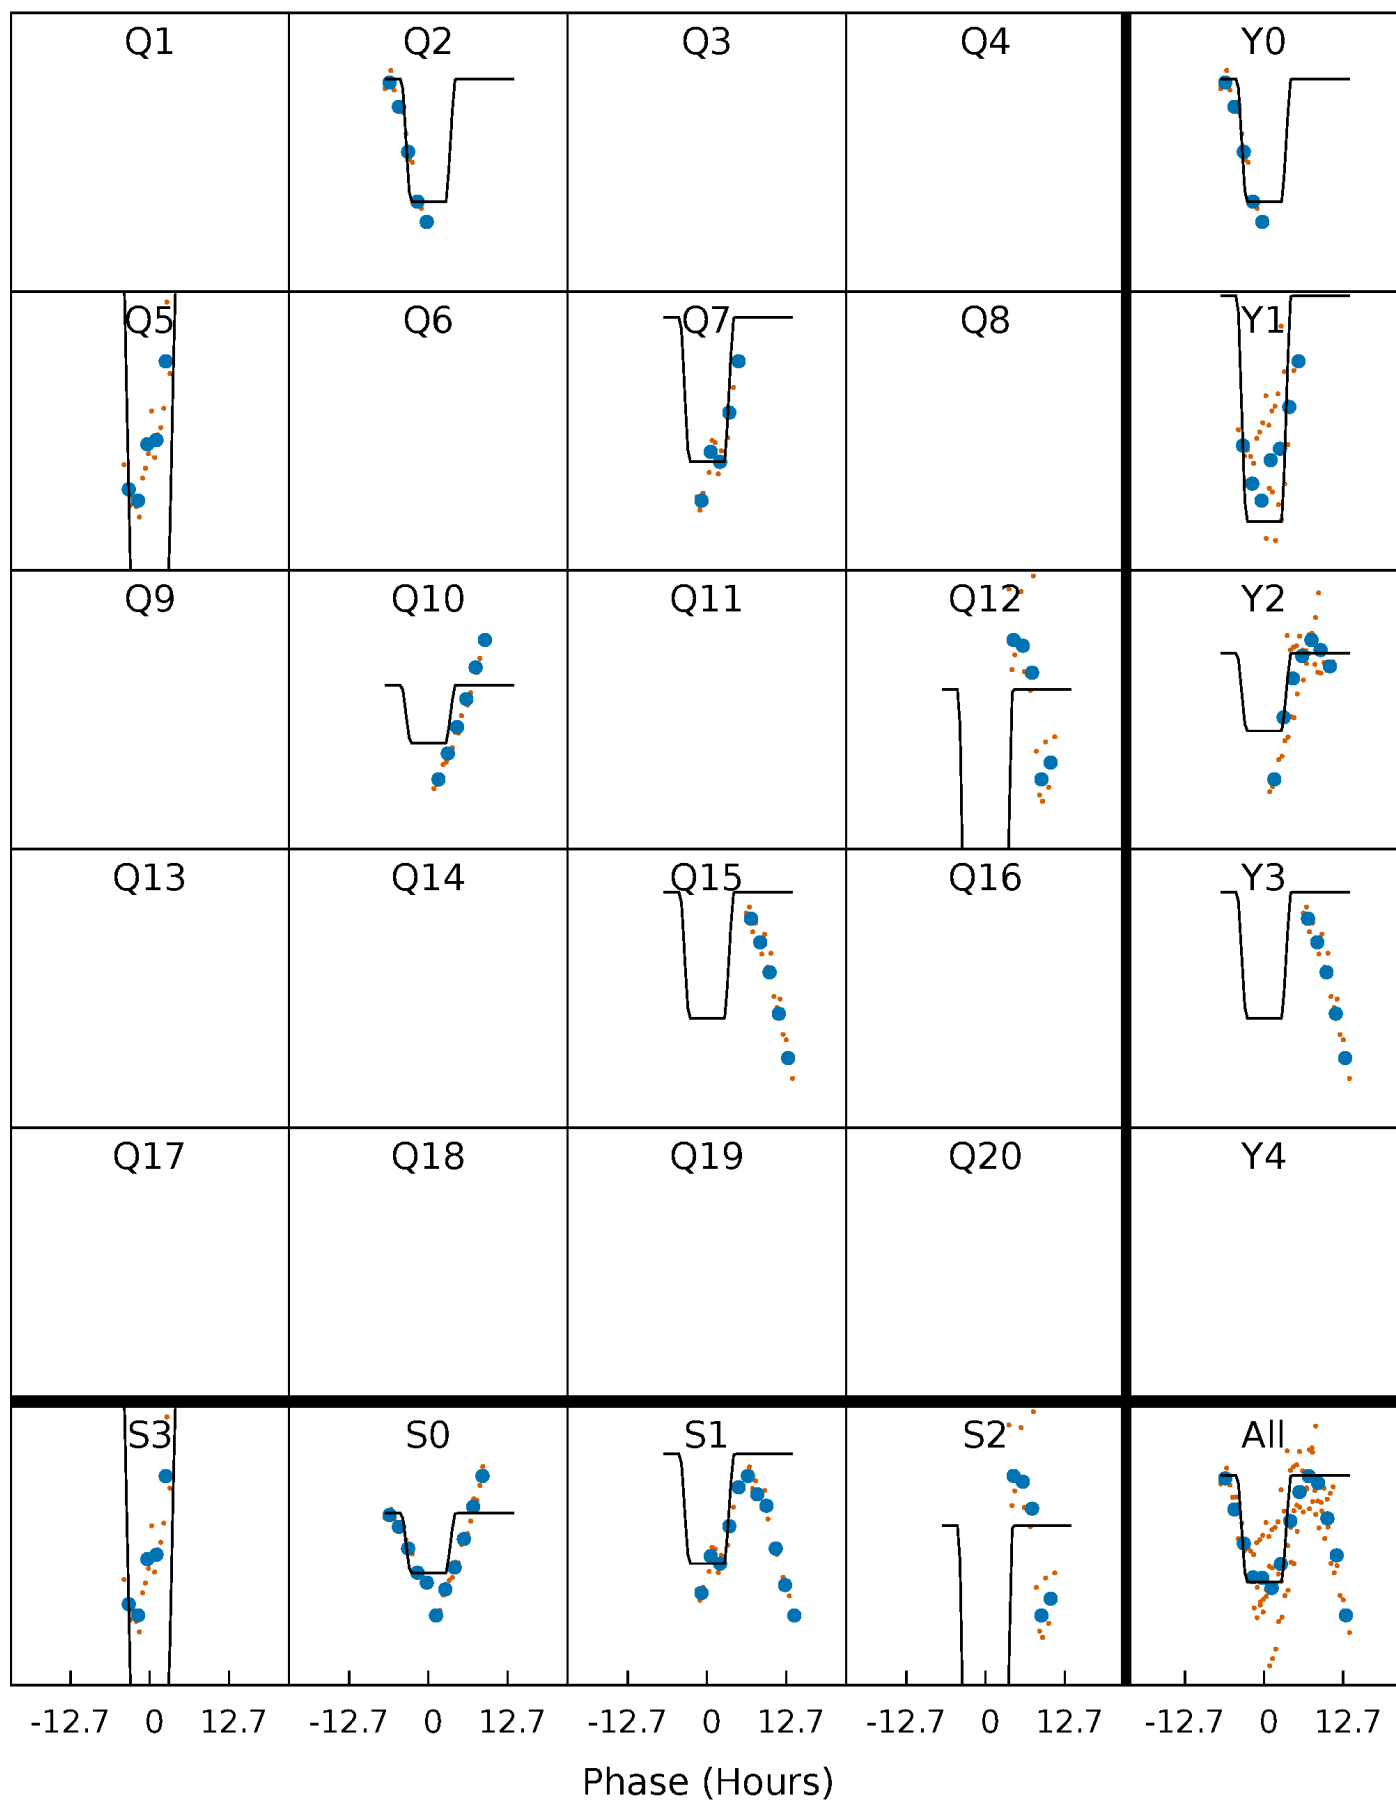 Q1 Q2 Q3 Q4 Y0
Q5 Q6 Q7 Q8 Y1
Q9 Q10 Q11 Q12 Y2
Q13 Q14 Q15 Q16 Y3
Q17 Q18 Q19 Q20 Y4
S3 S0 S1 S2 All
-12.7 0 12.7 -12.7 0 12.7 -12.7 0 12.7 -12.7 0 12.7 -12.7 0 12.7
Phase (Hours)